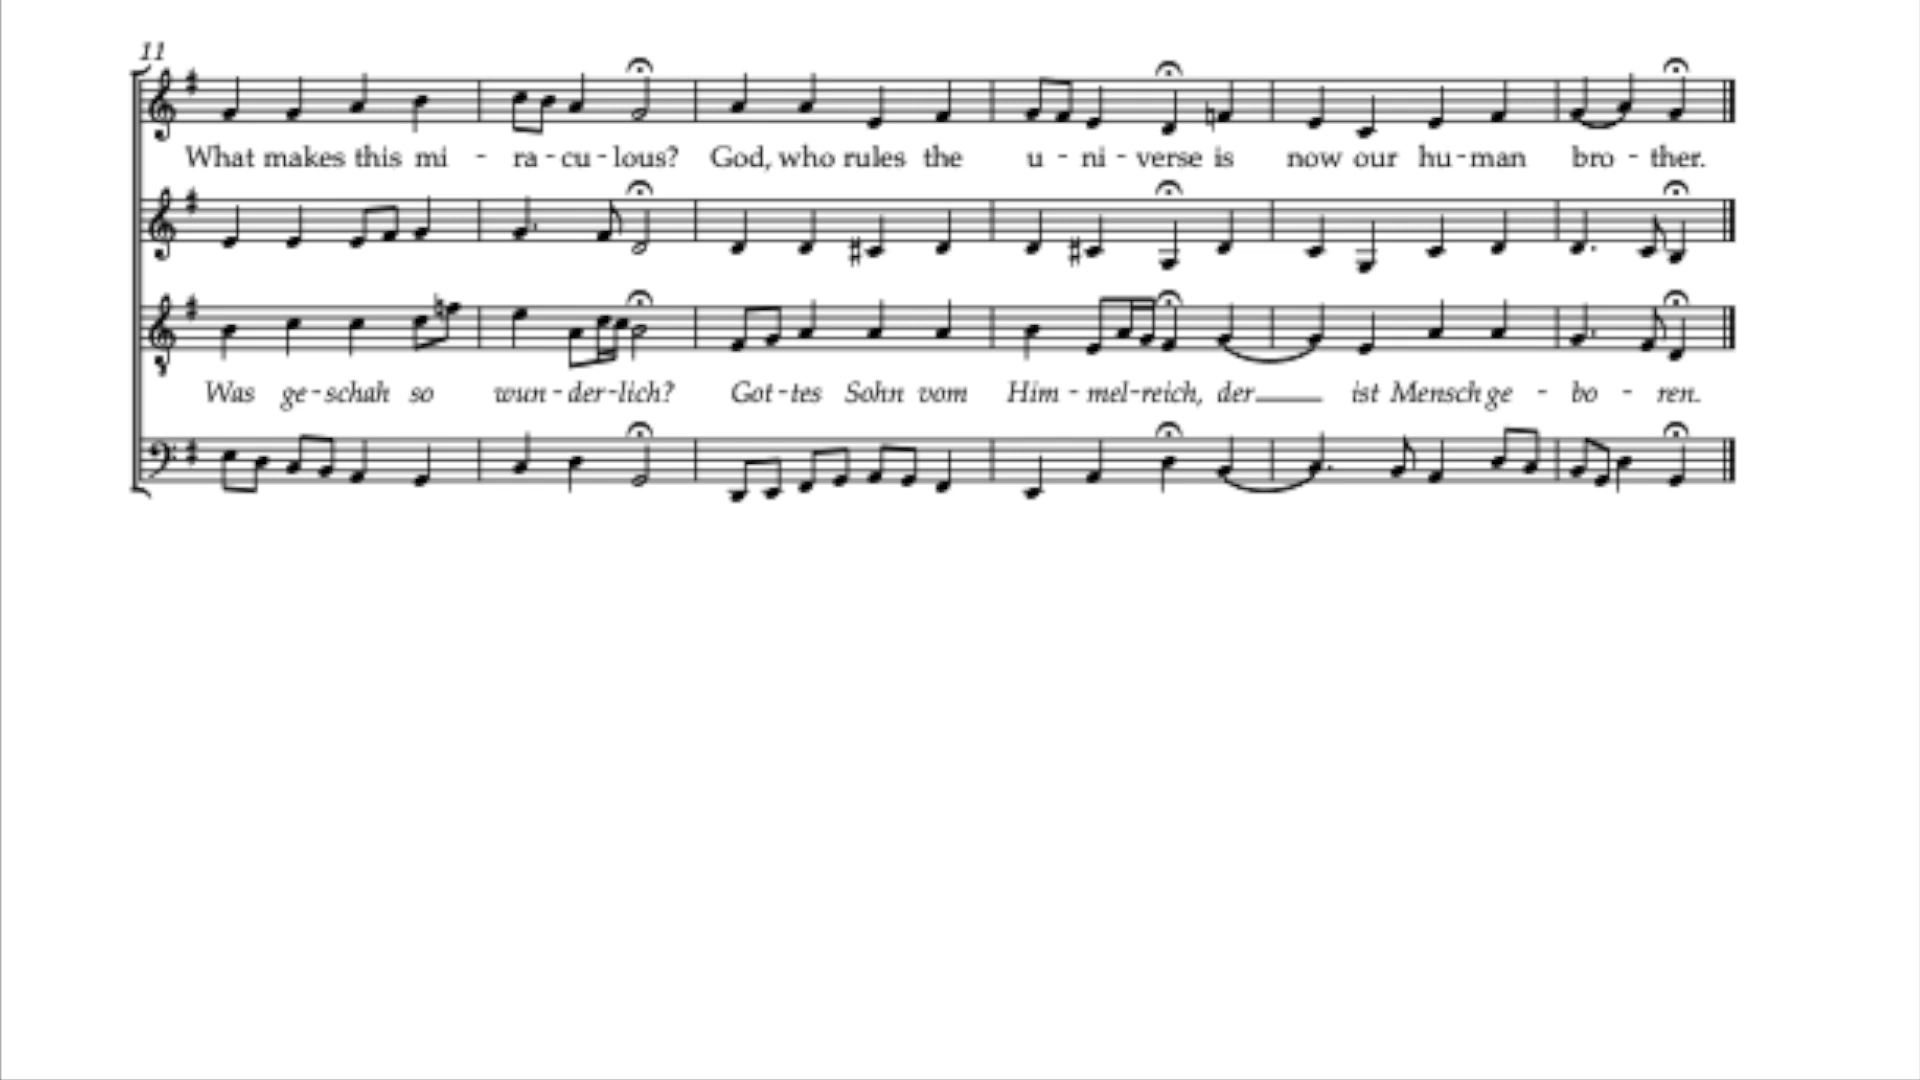 11
What makes this mi - ra - cu - lous? God, who rules the u - ni - verse is now our hu - man bro - ther.
Was ge - schah so wun - der - lich? Got - tes Sohn vom Him - mel - reich, der ist Mensch ge - bo - ren.